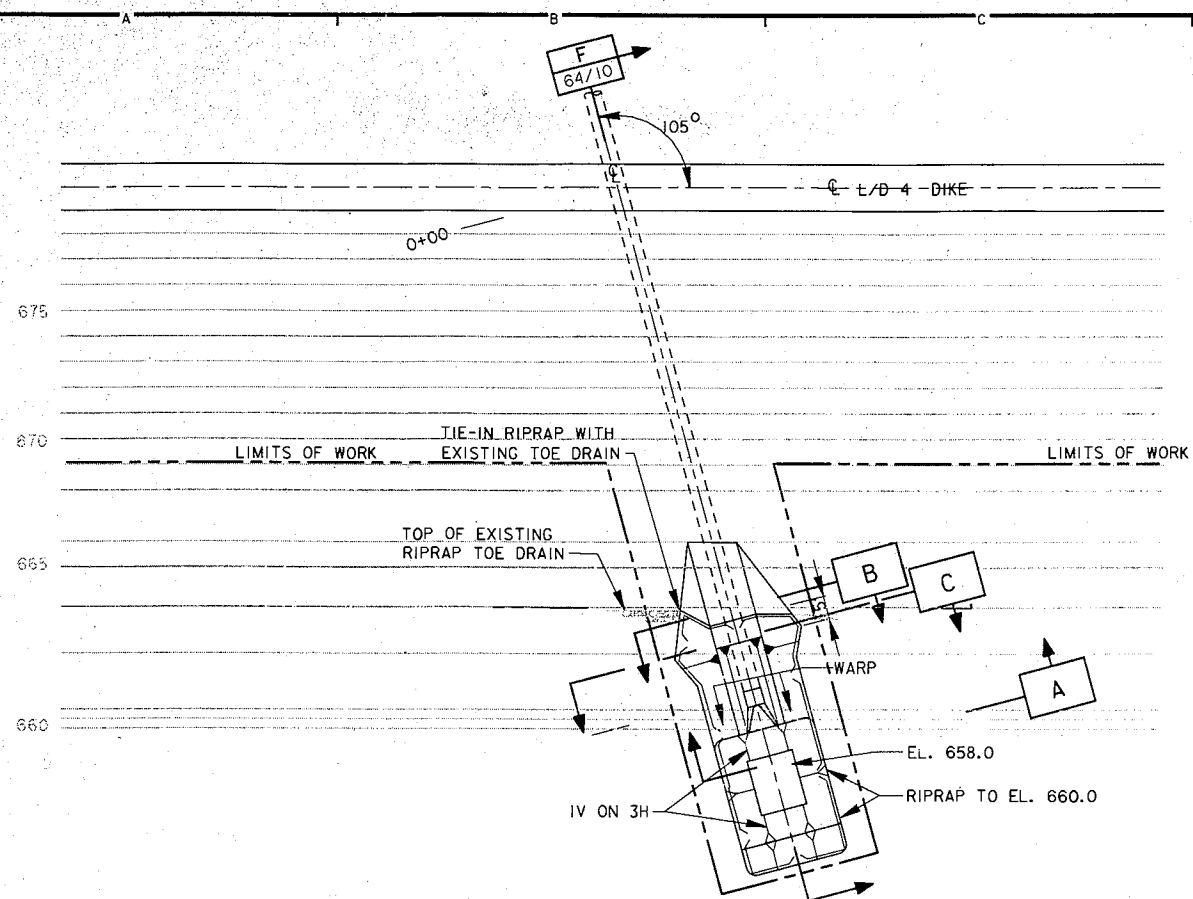 A B C
F
64/10
105°
℄
℄ L/D 4 DIKE
0+00
675
670
TIE-IN RIPRAP WITH
EXISTING TOE DRAIN
LIMITS OF WORK
LIMITS OF WORK
TOP OF EXISTING
RIPRAP TOE DRAIN
665
B
C
5
WARP
A
660
EL. 658.0
RIPRAP TO EL. 660.0
1V ON 3H